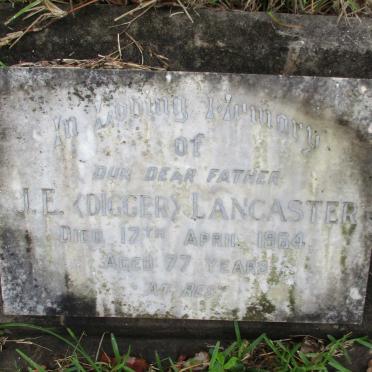 In Loving Memory
of
OUR DEAR FATHER
J. E. (DIGGER) LANCASTER
DIED 17TH APRIL 1964.
AGED 77 YEARS
AT REST